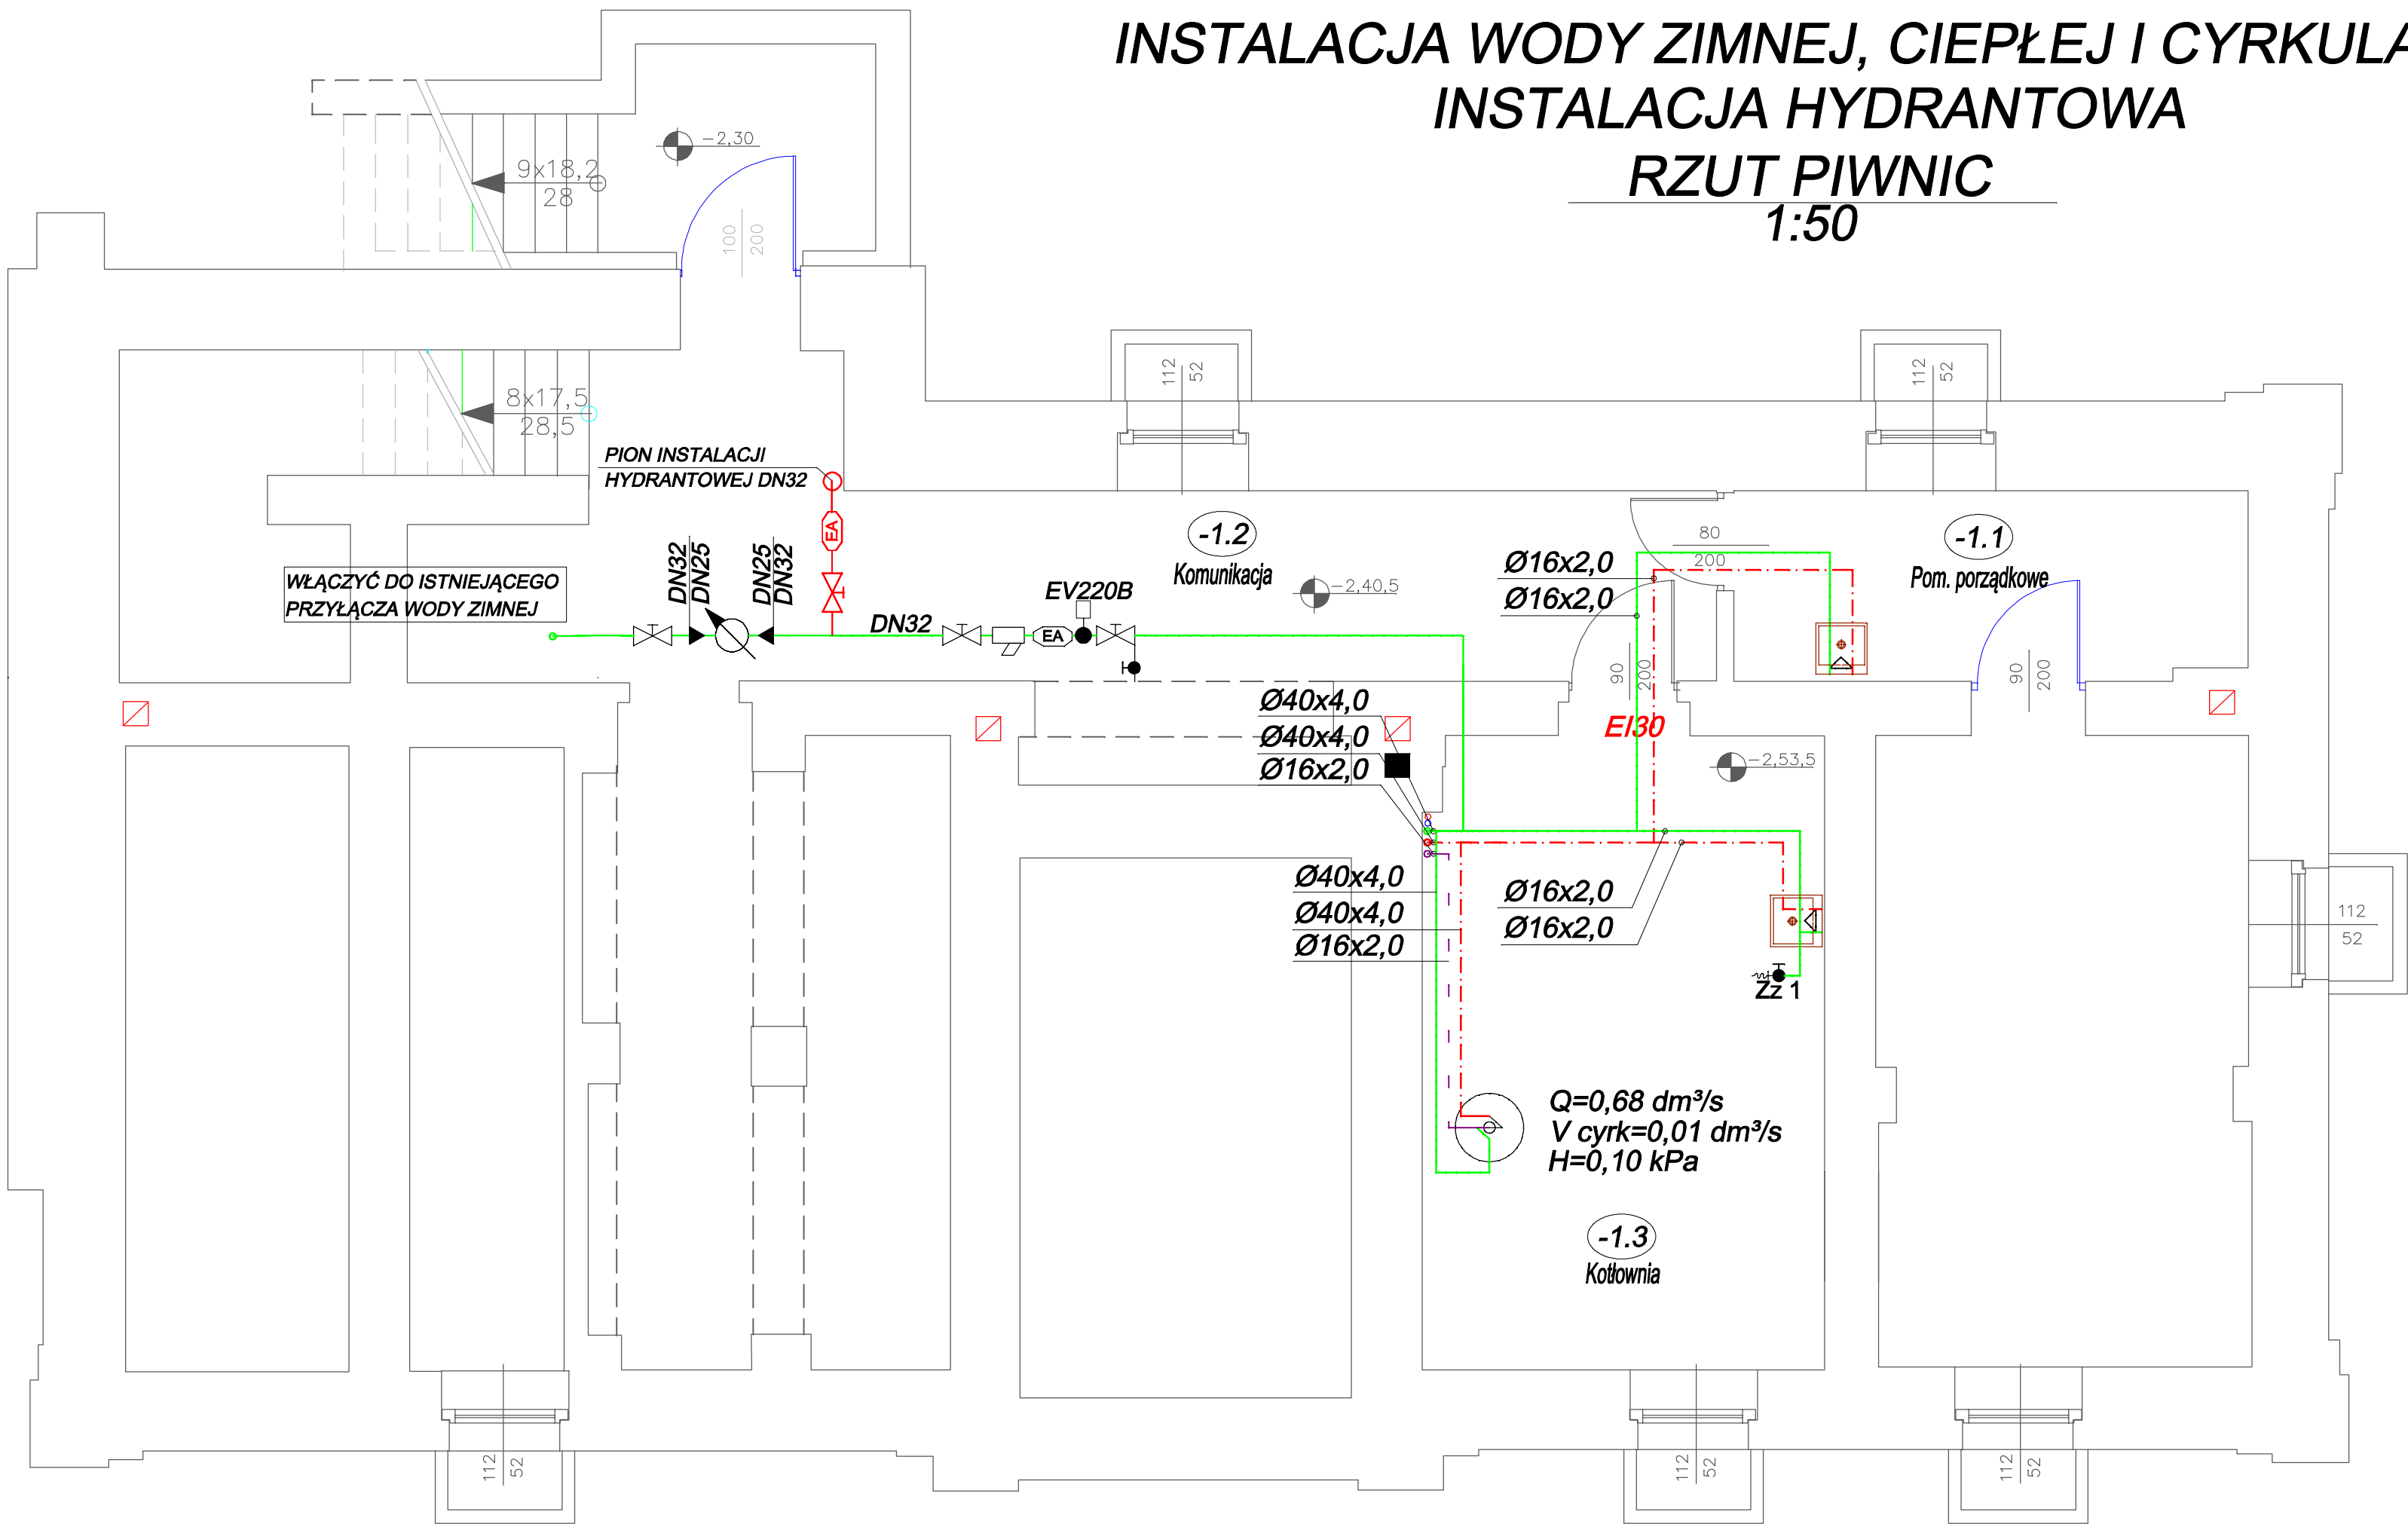 INSTALACJA WODY ZIMNEJ, CIEPŁEJ I CYRKULA
INSTALACJA HYDRANTOWA
RZUT PIWNIC
1:50
-2,30
9x18,2
28
100
200
8x17,5
28,5
112
52
112
52
PION INSTALACJI
HYDRANTOWEJ DN32
EA
-1.2
Komunikacja
-2,40,5
80
200
-1.1
Pom. porządkowe
WŁĄCZYĆ DO ISTNIEJĄCEGO
PRZYŁĄCZA WODY ZIMNEJ
DN32
DN25
DN25
DN32
DN32
EA
EV220B
Ø16x2,0
Ø16x2,0
90
200
90
200
EI30
-2,53,5
Ø40x4,0
Ø40x4,0
Ø16x2,0
Ø40x4,0
Ø40x4,0
Ø16x2,0
Ø16x2,0
Ø16x2,0
112
52
Zz 1
Q=0,68 dm³/s
V cyrk=0,01 dm³/s
H=0,10 kPa
-1.3
Kotłownia
112
52
112
52
112
52